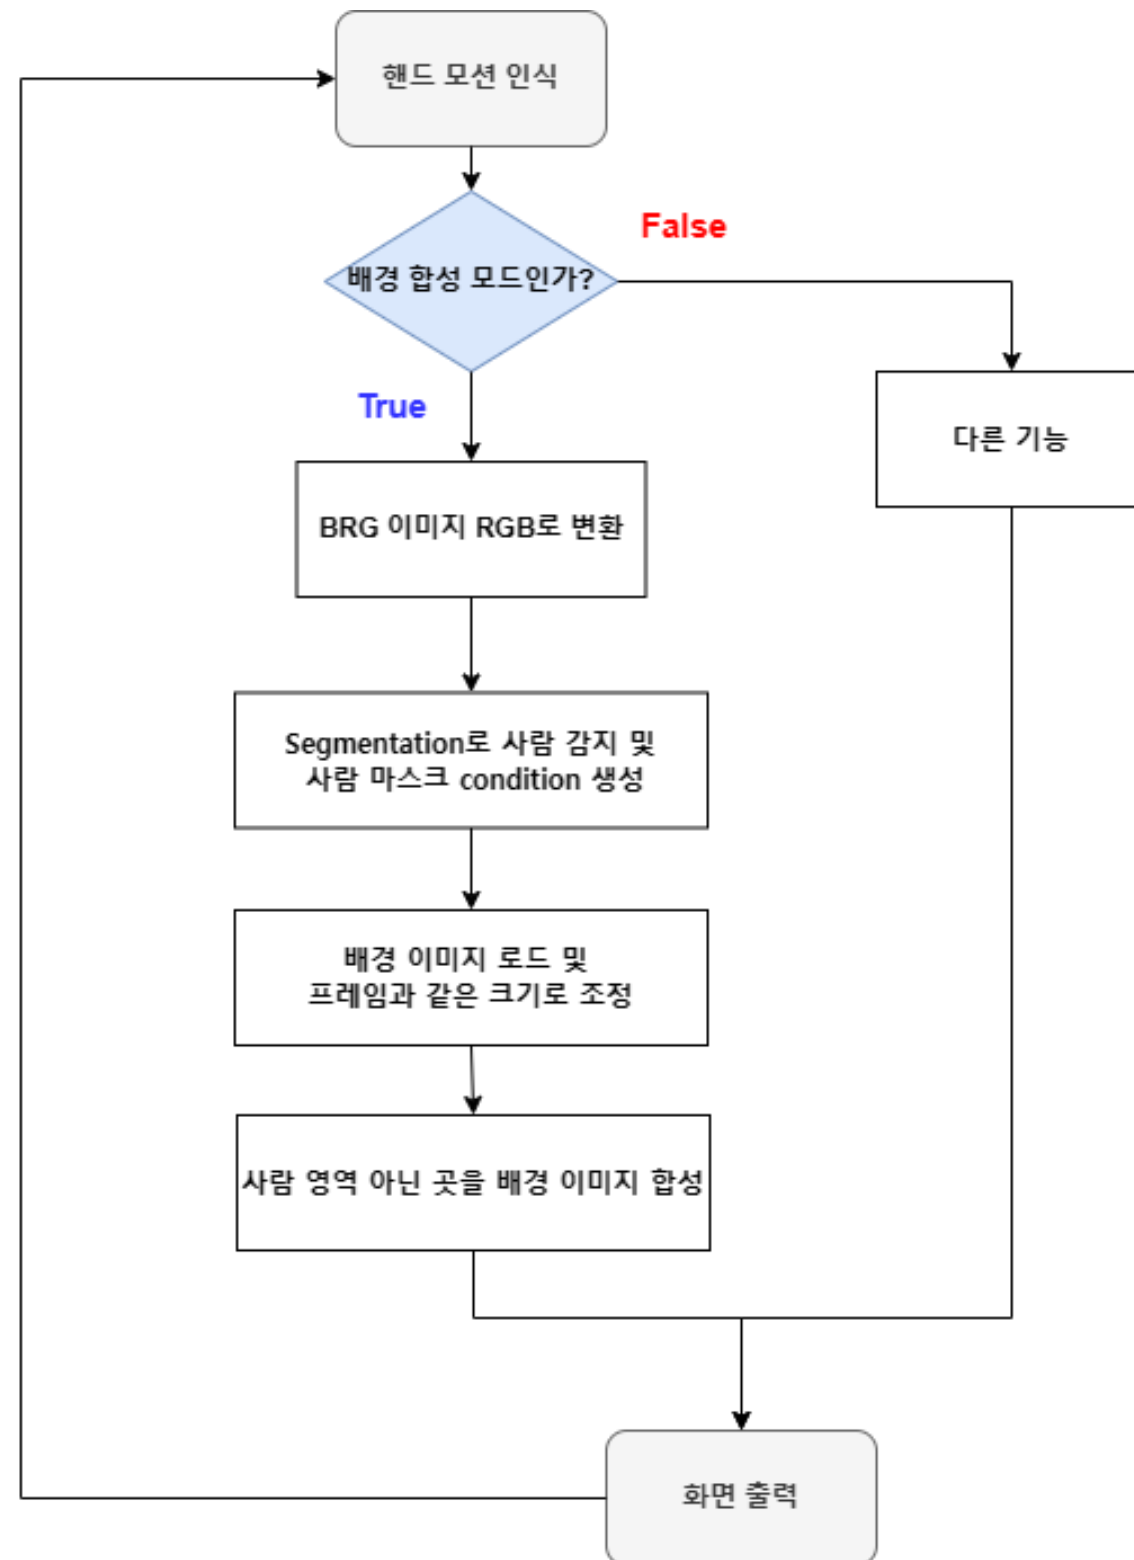 핸드 모션 인식
배경 합성 모드인가?
False
True
다른 기능
BRG 이미지 RGB로 변환
Segmentation로 사람 감지 및
사람 마스크 condition 생성
배경 이미지 로드 및
프레임과 같은 크기로 조정
사람 영역 아닌 곳을 배경 이미지 합성
화면 출력